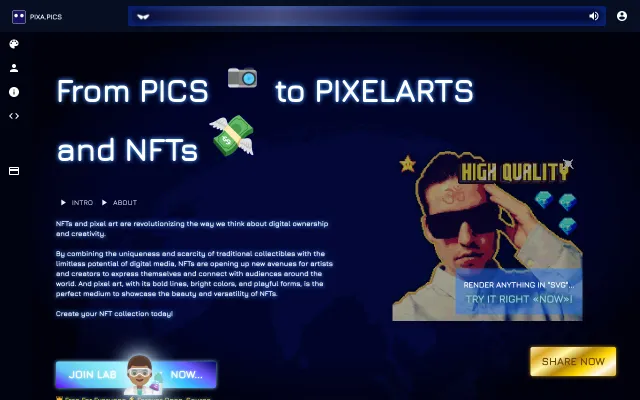 PIXA.PICS
From PICS to PIXELARTS
and NFTs
INTRO ABOUT
NFTs and pixel art are revolutionizing the way we think about digital ownership
and creativity.
By combining the uniqueness and scarcity of traditional collectibles with the
limitless potential of digital media, NFTs are opening up new avenues for artists
and creators to express themselves and connect with audiences around the
world. And pixel art, with its bold lines, bright colors, and playful forms, is the
perfect medium to showcase the beauty and versatility of NFTs.
Create your NFT collection today!
HIGH QUALITY
RENDER ANYTHING IN "SVG"...
TRY IT RIGHT «NOW»!
SHARE NOW
JOIN LAB NOW...